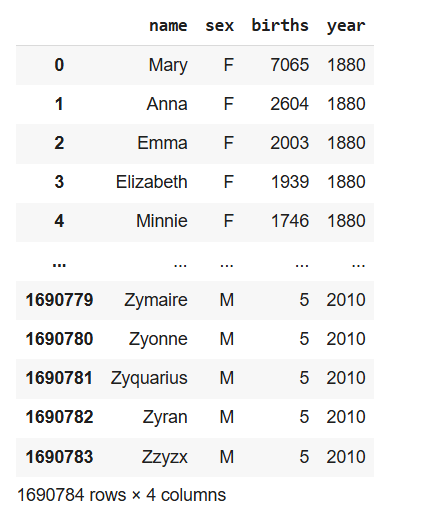 name sex births year
0 Mary F 7065 1880
1 Anna F 2604 1880
2 Emma F 2003 1880
3 Elizabeth F 1939 1880
4 Minnie F 1746 1880
... ... ... ... ...
1690779 Zymaire M 5 2010
1690780 Zyonne M 5 2010
1690781 Zyquarius M 5 2010
1690782 Zyran M 5 2010
1690783 Zzyzx M 5 2010
1690784 rows × 4 columns